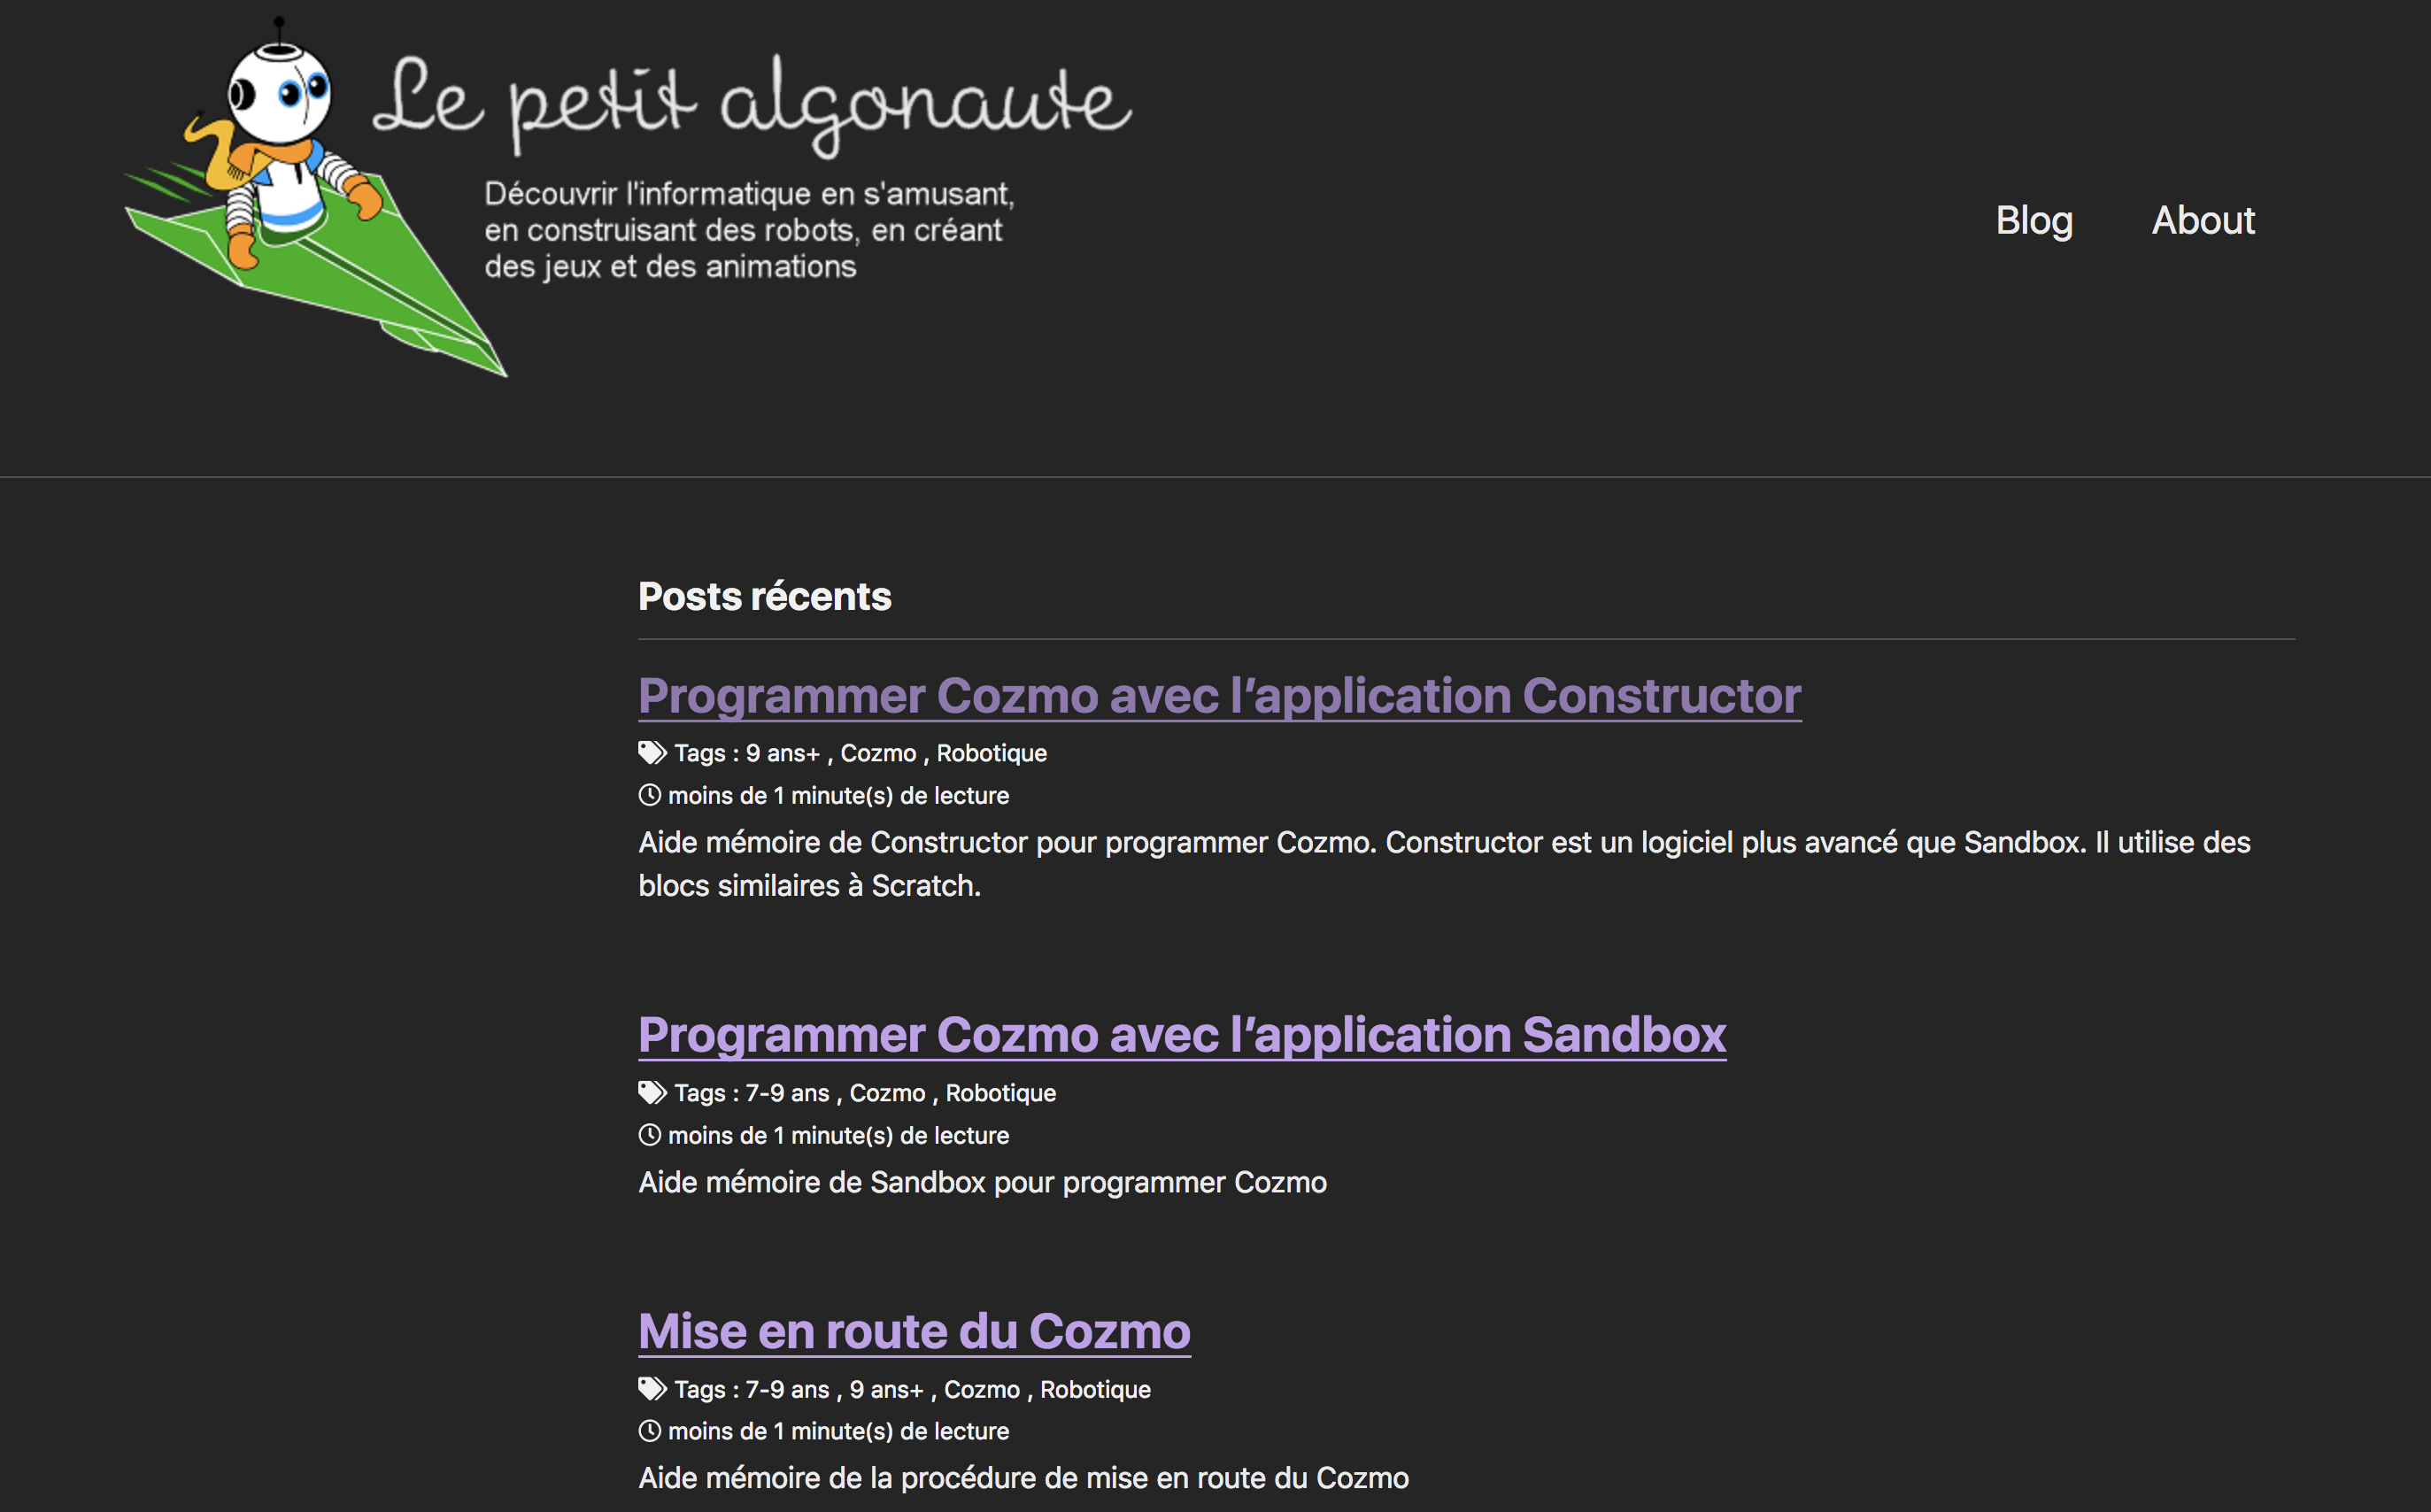 Le petit algonaute
Découvrir l'informatique en s'amusant,
en construisant des robots, en créant
des jeux et des animations
Blog About
Posts récents
Programmer Cozmo avec l’application Constructor
Tags : 9 ans+ , Cozmo , Robotique
moins de 1 minute(s) de lecture
Aide mémoire de Constructor pour programmer Cozmo. Constructor est un logiciel plus avancé que Sandbox. Il utilise des
blocs similaires à Scratch.
Programmer Cozmo avec l’application Sandbox
Tags : 7-9 ans , Cozmo , Robotique
moins de 1 minute(s) de lecture
Aide mémoire de Sandbox pour programmer Cozmo
Mise en route du Cozmo
Tags : 7-9 ans , 9 ans+ , Cozmo , Robotique
moins de 1 minute(s) de lecture
Aide mémoire de la procédure de mise en route du Cozmo